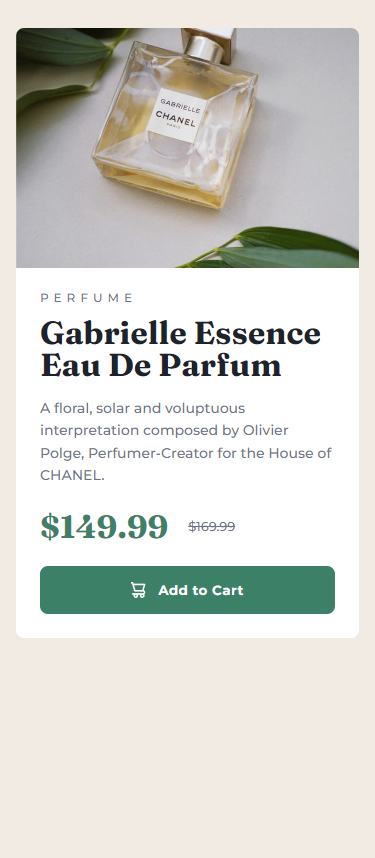 GABRIELLE
CHANEL
PARIS
PERFUME
Gabrielle Essence
Eau De Parfum
A floral, solar and voluptuous
interpretation composed by Olivier
Polge, Perfumer-Creator for the House of
CHANEL.
$149.99 $169.99
Add to Cart